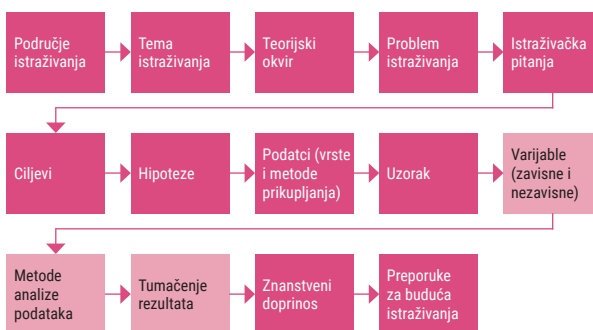 Područje
istraživanja
Tema
istraživanja
Teorijski
okvir
Problem
istraživanja
Istraživačka
pitanja
Ciljevi
Hipoteze
Podatci (vrste
i metode
prikupljanja)
Uzorak
Varijable
(zavisne i
nezavisne)
Metode
analize
podataka
Tumačenje
rezultata
Znanstveni
doprinos
Preporuke
za buduća
istraživanja